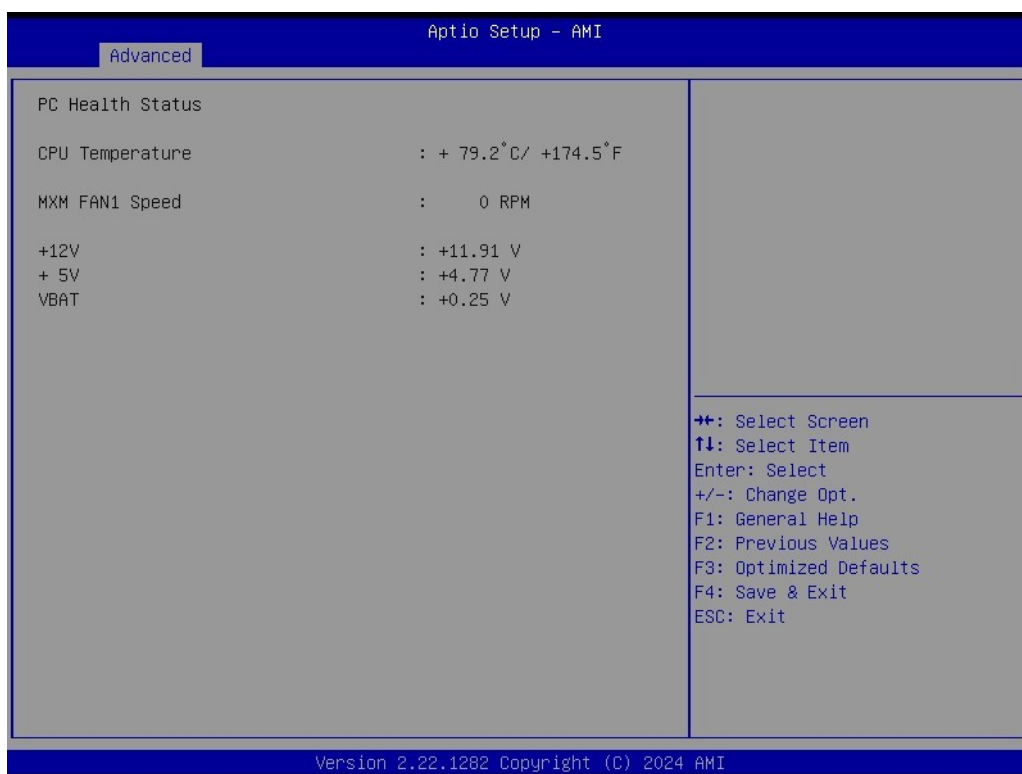 Aptio Setup – AMI
Advanced
PC Health Status
CPU Temperature : + 79.2°C/ +174.5°F
MXM FAN1 Speed : 0 RPM
+12V : +11.91 V
+ 5V : +4.77 V
VBAT : +0.25 V
→←: Select Screen
↑↓: Select Item
Enter: Select
+/-: Change Opt.
F1: General Help
F2: Previous Values
F3: Optimized Defaults
F4: Save & Exit
ESC: Exit
Version 2.22.1282 Copyright (C) 2024 AMI